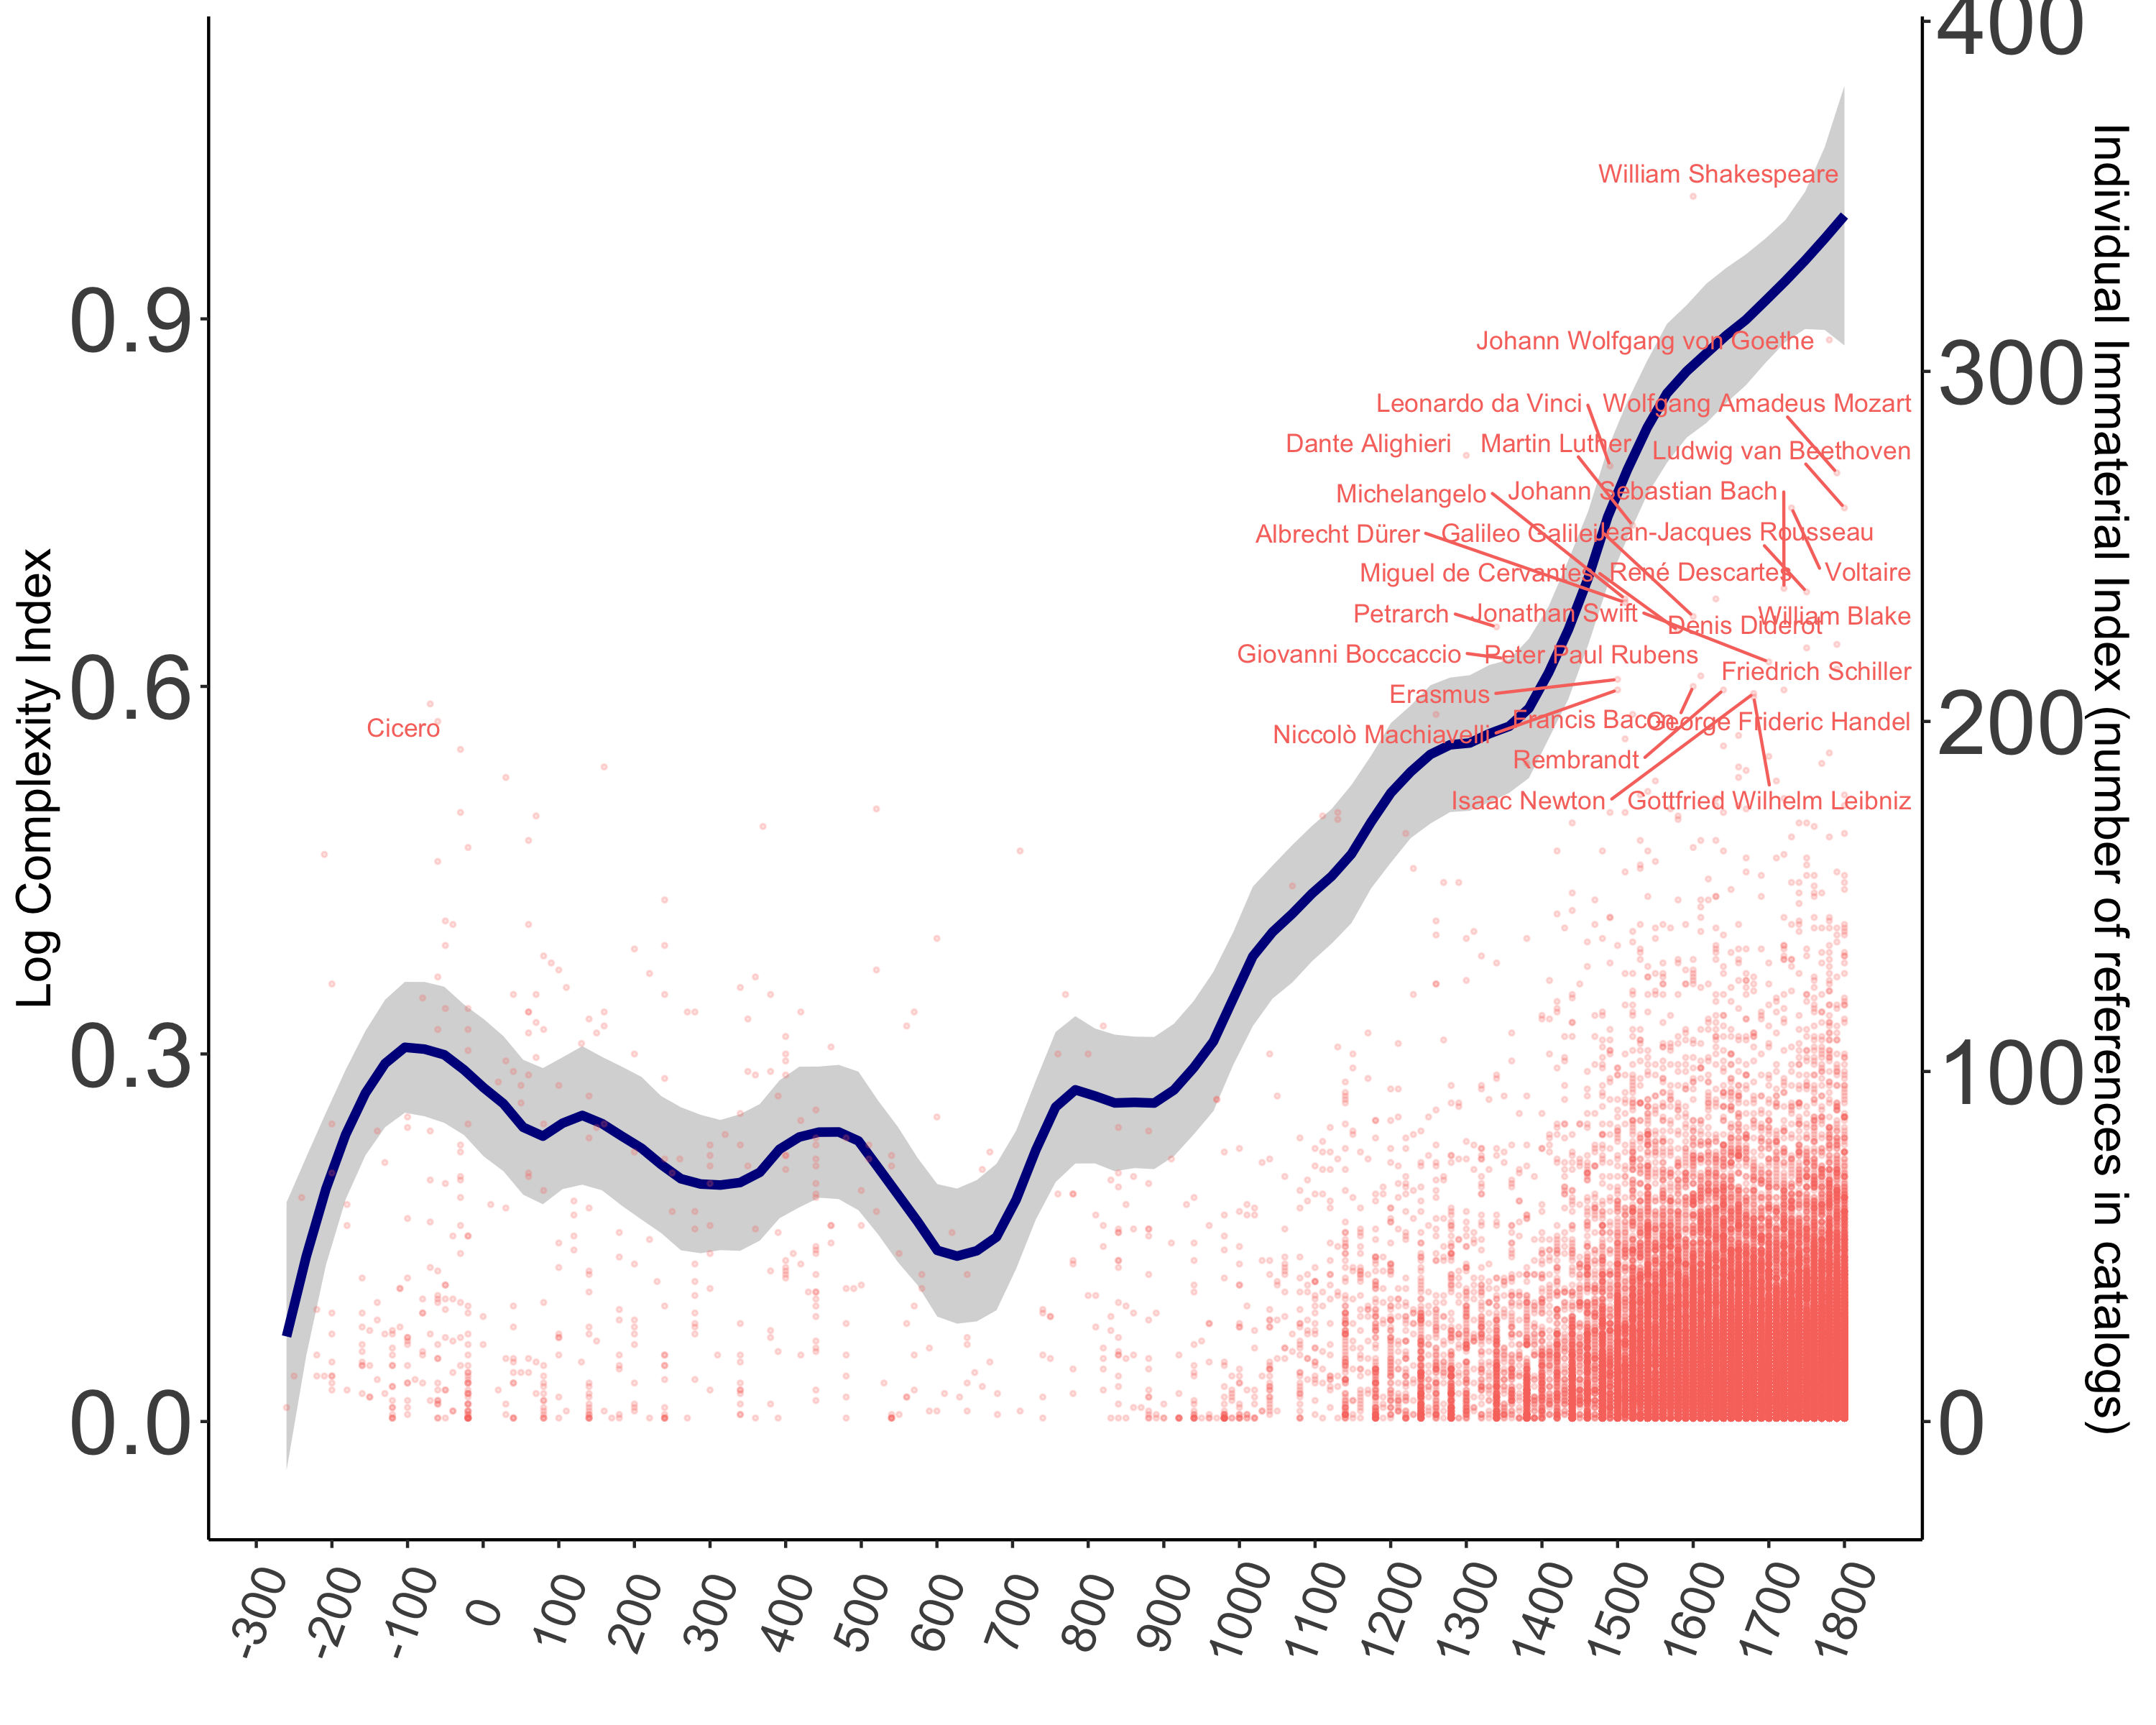 400
William Shakespeare
0.9
Johann Wolfgang von Goethe
300
Leonardo da Vinci
Wolfgang Amadeus Mozart
Dante Alighieri
Martin Luther
Ludwig van Beethoven
Michelangelo
Johann Sebastian Bach
Albrecht Dürer
Galileo Galilei
Jean-Jacques Rousseau
Miguel de Cervantes
René Descartes
Voltaire
Petrarch
Jonathan Swift
Denis Diderot
William Blake
Giovanni Boccaccio
Peter Paul Rubens
0.6
Friedrich Schiller
Erasmus
Cicero
Niccolò Machiavelli
Francis Bacon
George Frideric Handel
200
Rembrandt
Isaac Newton
Gottfried Wilhelm Leibniz
0.3
100
0.0
0
Log Complexity Index
Individual Immaterial Index (number of references in catalogs)
-300
-200
-100
0
100
200
300
400
500
600
700
800
900
1000
1100
1200
1300
1400
1500
1600
1700
1800